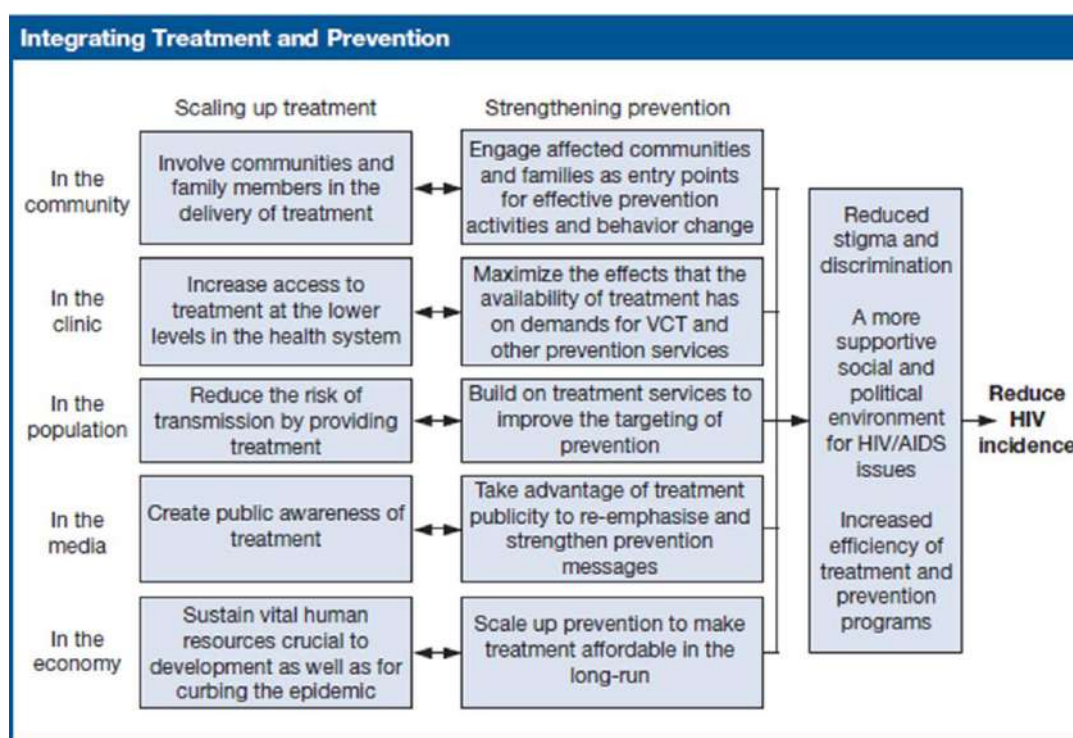 Integrating Treatment and Prevention
Scaling up treatment
Strengthening prevention
In the
community
Involve communities and
family members in the
delivery of treatment
Engage affected communities
and families as entry points
for effective prevention
activities and behavior change
In the
clinic
Increase access to
treatment at the lower
levels in the health system
Maximize the effects that the
availability of treatment has
on demands for VCT and
other prevention services
In the
population
Reduce the risk of
transmission by providing
treatment
Build on treatment services to
improve the targeting of
prevention
In the
media
Create public awareness of
treatment
Take advantage of treatment
publicity to re-emphasise and
strengthen prevention
messages
In the
economy
Sustain vital human
resources crucial to
development as well as for
curbing the epidemic
Scale up prevention to make
treatment affordable in the
long-run
Reduced
stigma and
discrimination
A more
supportive
social and
political
environment
for HIV/AIDS
issues
Increased
efficiency of
treatment and
prevention
programs
Reduce
HIV
incidence